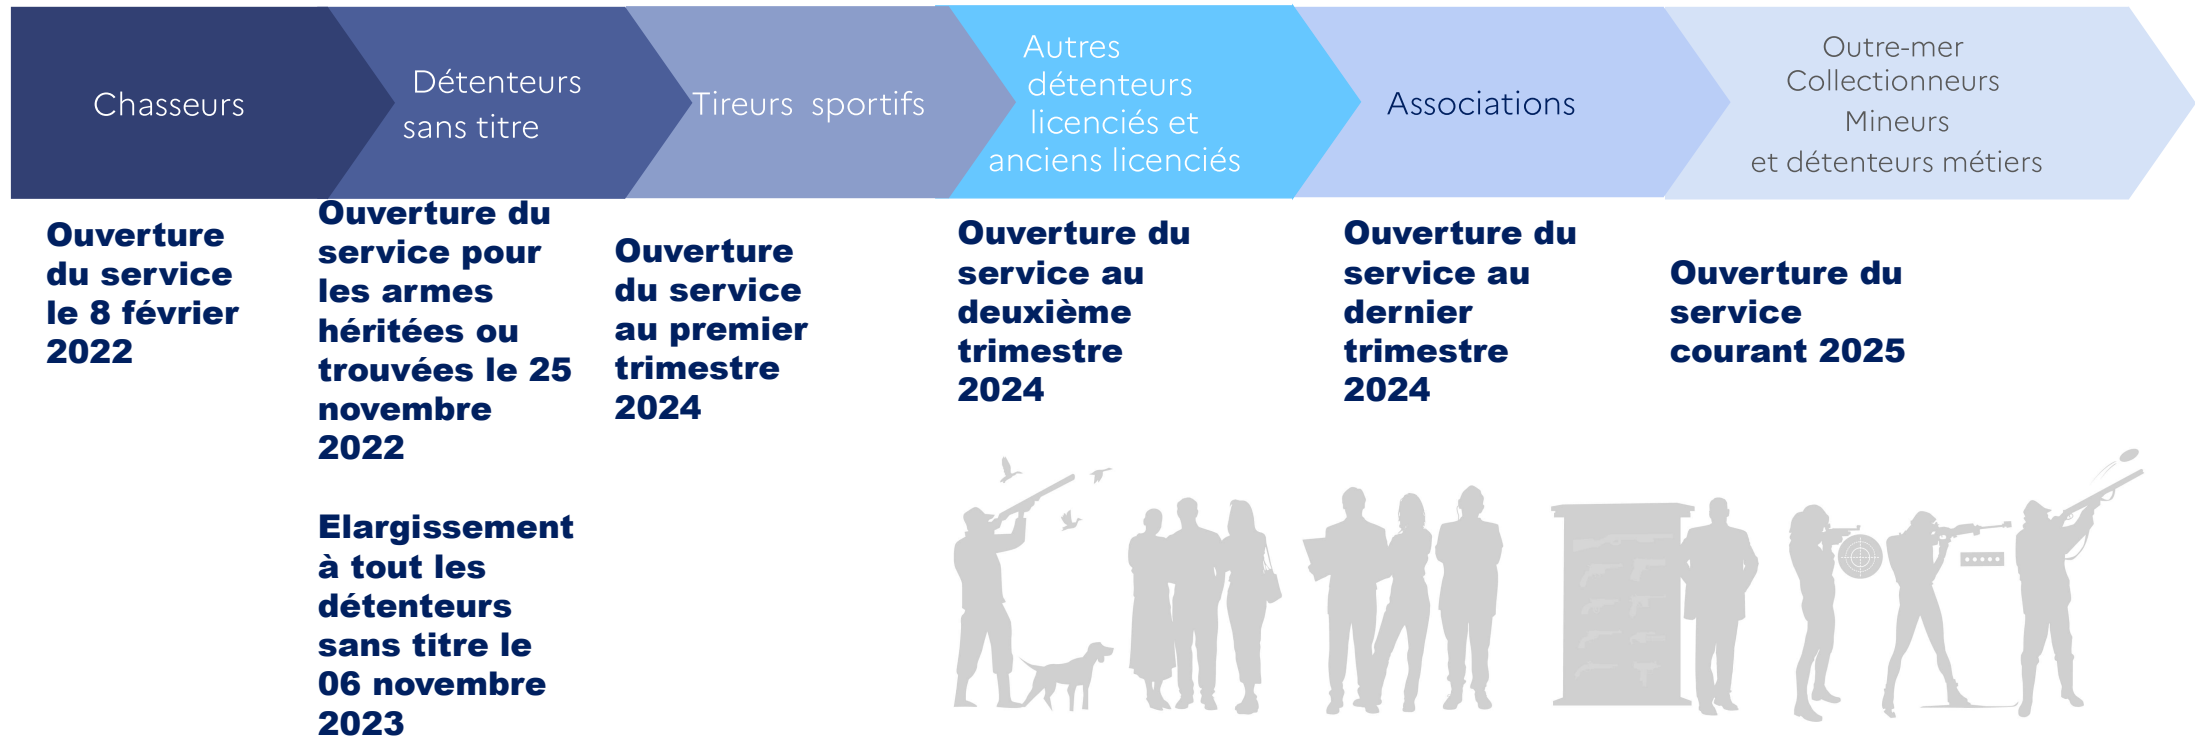 Chasseurs
Détenteurs
sans titre
Tireurs sportifs
Autres
détenteurs
licenciés et
anciens licenciés
Associations
Outre-mer
Collectionneurs
Mineurs
et détenteurs métiers
Ouverture
du service
le 8 février
2022
Ouverture du
service pour
les armes
héritées ou
trouvées le 25
novembre
2022
Elargissement
à tout les
détenteurs
sans titre le
06 novembre
2023
Ouverture
du service
au premier
trimestre
2024
Ouverture du
service au
deuxième
trimestre
2024
Ouverture du
service au
dernier
trimestre
2024
Ouverture du
service
courant 2025